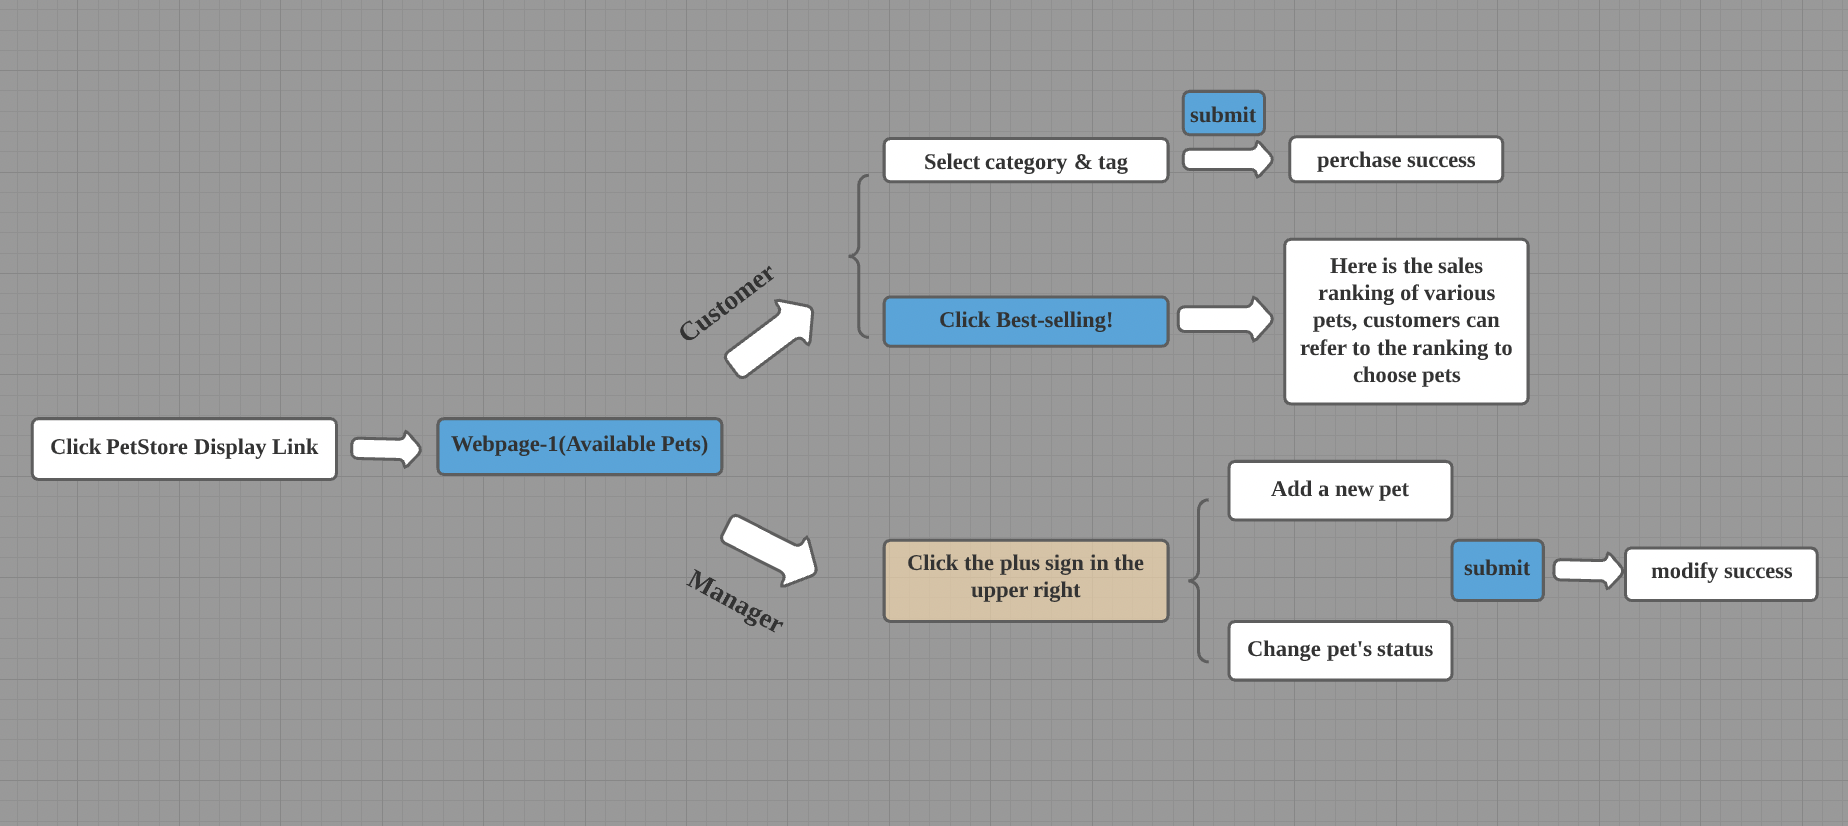 Click PetStore Display Link
Webpage-1(Available Pets)
Customer
Select category & tag
submit
perchase success
Click Best-selling!
Here is the sales
ranking of various
pets, customers can
refer to the ranking to
choose pets
Manager
Click the plus sign in the
upper right
Add a new pet
Change pet's status
submit
modify success